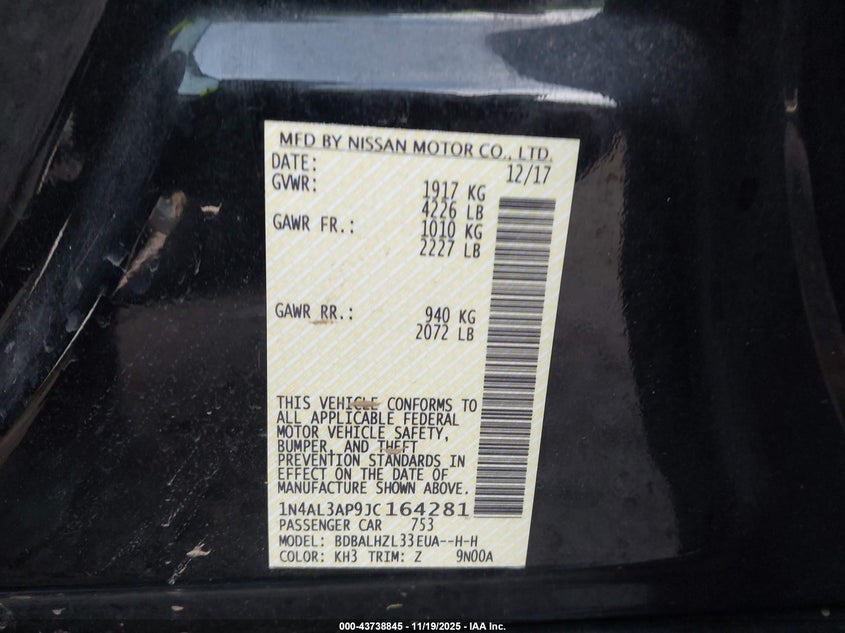 MFD BY NISSAN MOTOR CO., LTD.
DATE: 12/17
GVWR: 1917 KG
4226 LB
GAWR FR.: 1010 KG
2227 LB
GAWR RR.: 940 KG
2072 LB
THIS VEHICLE CONFORMS TO
ALL APPLICABLE FEDERAL
MOTOR VEHICLE SAFETY,
BUMPER, AND THEFT
PREVENTION STANDARDS IN
EFFECT ON THE DATE OF
MANUFACTURE SHOWN ABOVE.
1N4AL3AP9JC164281
PASSENGER CAR 753
MODEL: BDBALHZL33EUA--H-H
COLOR: KH3 TRIM: Z 9N00A
000-43738845 - 11/19/2025 - IAA Inc.